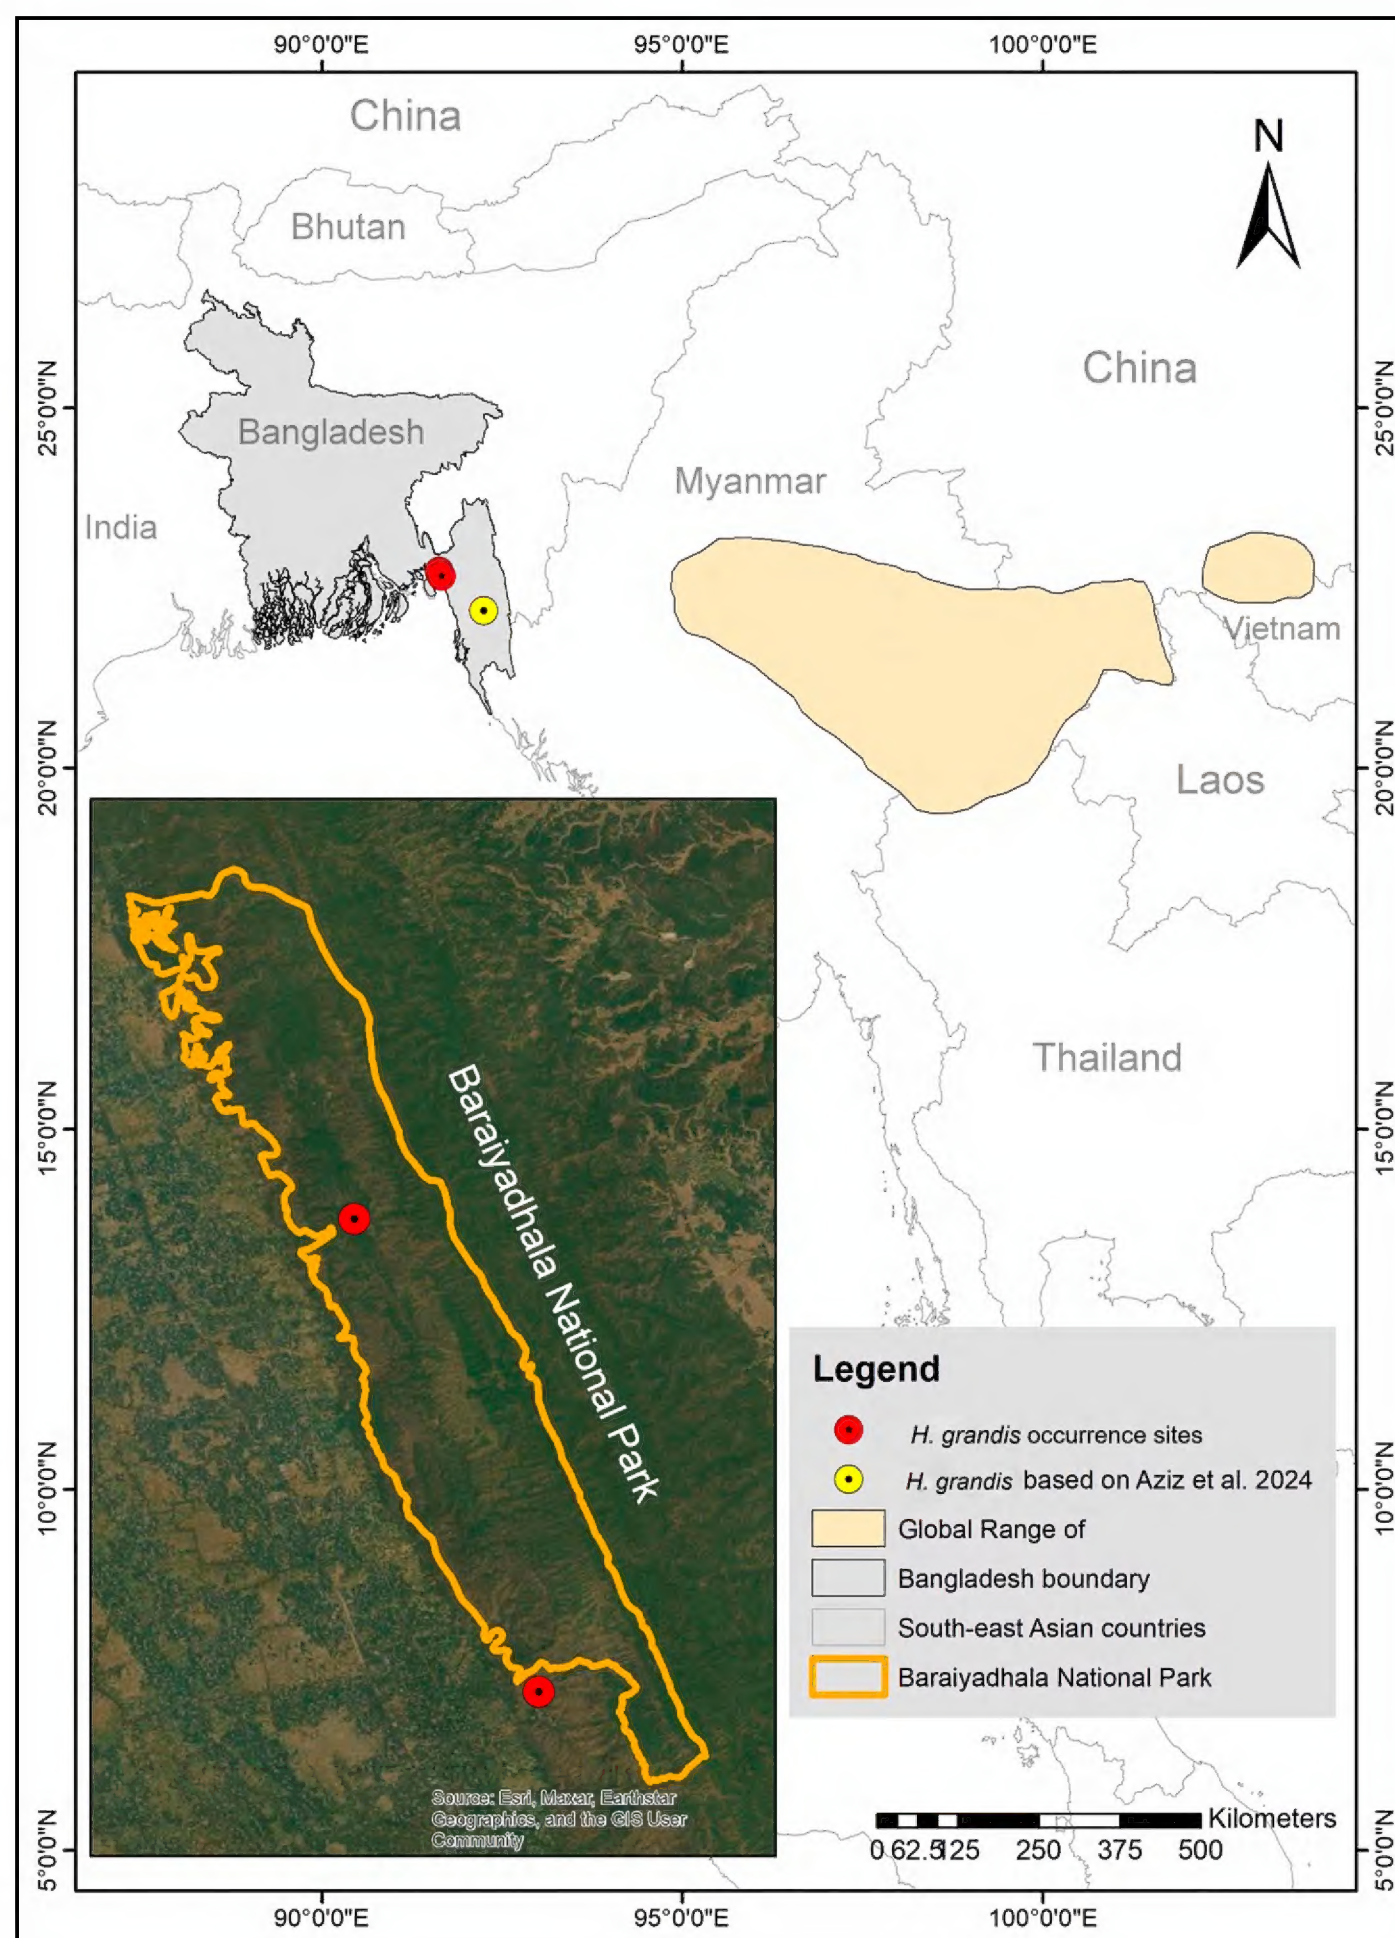 90°0'0"E 95°0'0"E 100°0'0"E
China
N
Bhutan
China
25°0'0"N 25°0'0"N
Bangladesh
Myanmar
India
Vietnam
20°0'0"N 20°0'0"N
Laos
Thailand
Baraiyadhala National Park
15°0'0"N 15°0'0"N
Legend
H. grandis occurrence sites
H. grandis based on Aziz et al. 2024
Global Range of
Bangladesh boundary
South-east Asian countries
Baraiyadhala National Park
10°0'0"N 10°0'0"N
Source: Esri, Maxar, Earthstar
Geographics, and the GIS User
Community
Kilometers
0 62.5 125 250 375 500
5°0'0"N 5°0'0"N
90°0'0"E 95°0'0"E 100°0'0"E